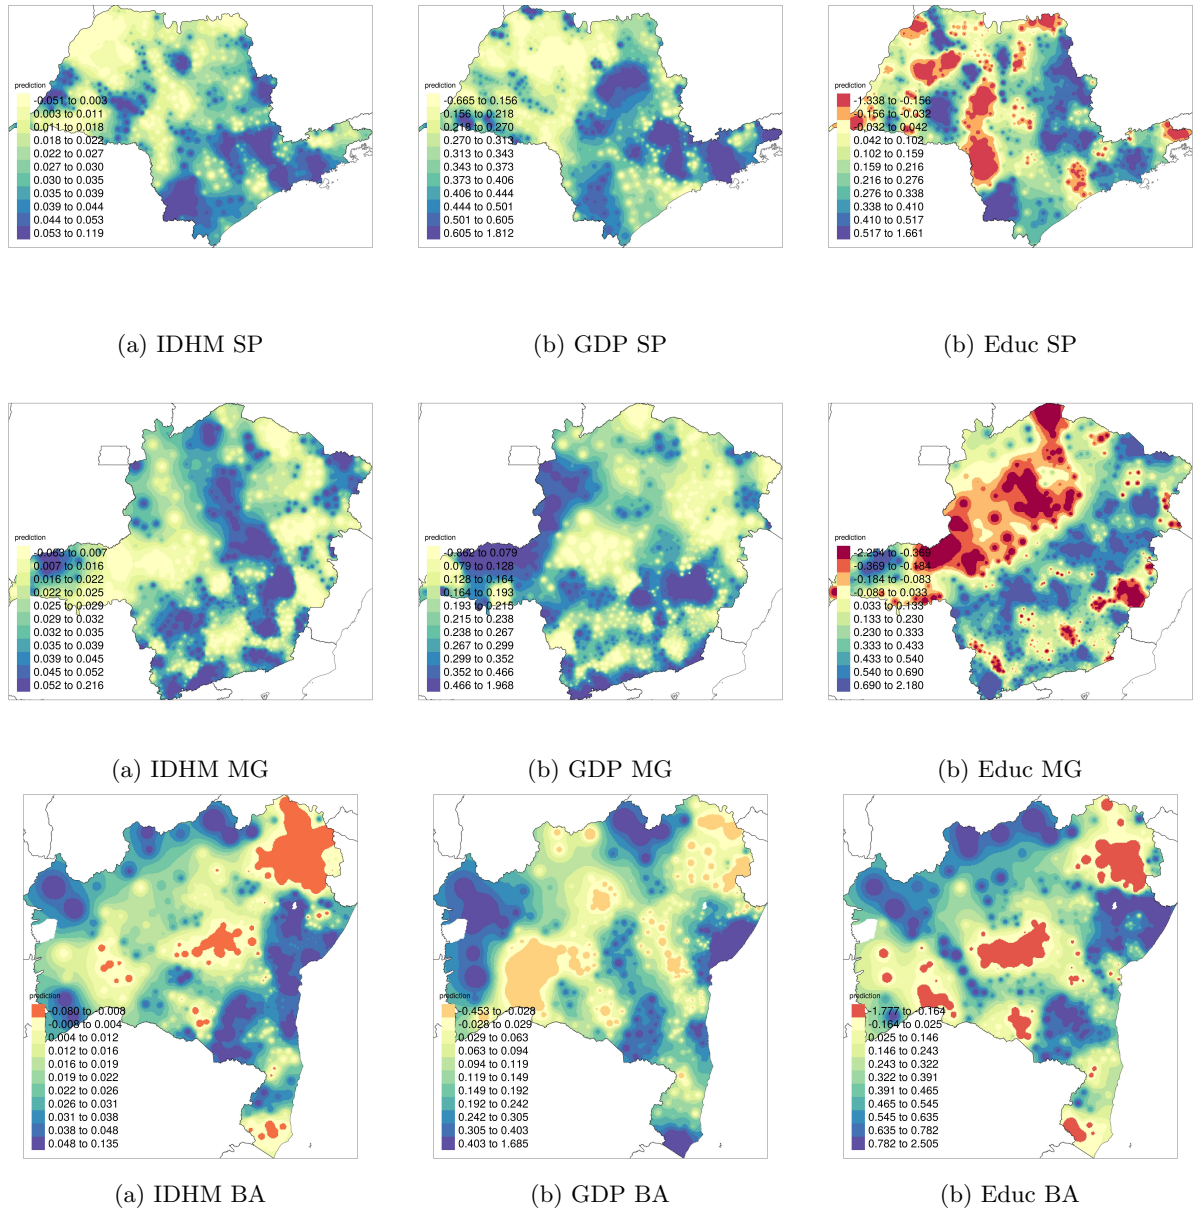 prediction
-0.051 to 0.003
0.003 to 0.011
0.011 to 0.018
0.018 to 0.022
0.022 to 0.027
0.027 to 0.030
0.030 to 0.035
0.035 to 0.039
0.039 to 0.044
0.044 to 0.053
0.053 to 0.119
prediction
-0.665 to 0.156
0.156 to 0.218
0.218 to 0.270
0.270 to 0.313
0.313 to 0.343
0.343 to 0.373
0.373 to 0.406
0.406 to 0.444
0.444 to 0.501
0.501 to 0.605
0.605 to 1.812
prediction
-1.338 to -0.156
-0.156 to -0.032
-0.032 to 0.042
0.042 to 0.102
0.102 to 0.159
0.159 to 0.216
0.216 to 0.276
0.276 to 0.338
0.338 to 0.410
0.410 to 0.517
0.517 to 1.661
(a) IDHM SP
(b) GDP SP
(b) Educ SP
prediction
-0.063 to 0.007
0.007 to 0.016
0.016 to 0.022
0.022 to 0.025
0.025 to 0.029
0.029 to 0.032
0.032 to 0.035
0.035 to 0.039
0.039 to 0.045
0.045 to 0.052
0.052 to 0.216
prediction
-0.862 to 0.079
0.079 to 0.128
0.128 to 0.164
0.164 to 0.193
0.193 to 0.215
0.215 to 0.238
0.238 to 0.267
0.267 to 0.299
0.299 to 0.352
0.352 to 0.466
0.466 to 1.968
prediction
-2.254 to -0.369
-0.369 to -0.184
-0.184 to -0.083
-0.083 to 0.033
0.033 to 0.133
0.133 to 0.230
0.230 to 0.333
0.333 to 0.433
0.433 to 0.540
0.540 to 0.690
0.690 to 2.180
(a) IDHM MG
(b) GDP MG
(b) Educ MG
prediction
-0.080 to -0.008
-0.008 to 0.004
0.004 to 0.012
0.012 to 0.016
0.016 to 0.019
0.019 to 0.022
0.022 to 0.026
0.026 to 0.031
0.031 to 0.038
0.038 to 0.048
0.048 to 0.135
prediction
-0.453 to -0.028
-0.028 to 0.029
0.029 to 0.063
0.063 to 0.094
0.094 to 0.119
0.119 to 0.149
0.149 to 0.192
0.192 to 0.242
0.242 to 0.305
0.305 to 0.403
0.403 to 1.685
prediction
-1.777 to -0.164
-0.164 to 0.025
0.025 to 0.146
0.146 to 0.243
0.243 to 0.322
0.322 to 0.391
0.391 to 0.465
0.465 to 0.545
0.545 to 0.635
0.635 to 0.782
0.782 to 2.505
(a) IDHM BA
(b) GDP BA
(b) Educ BA